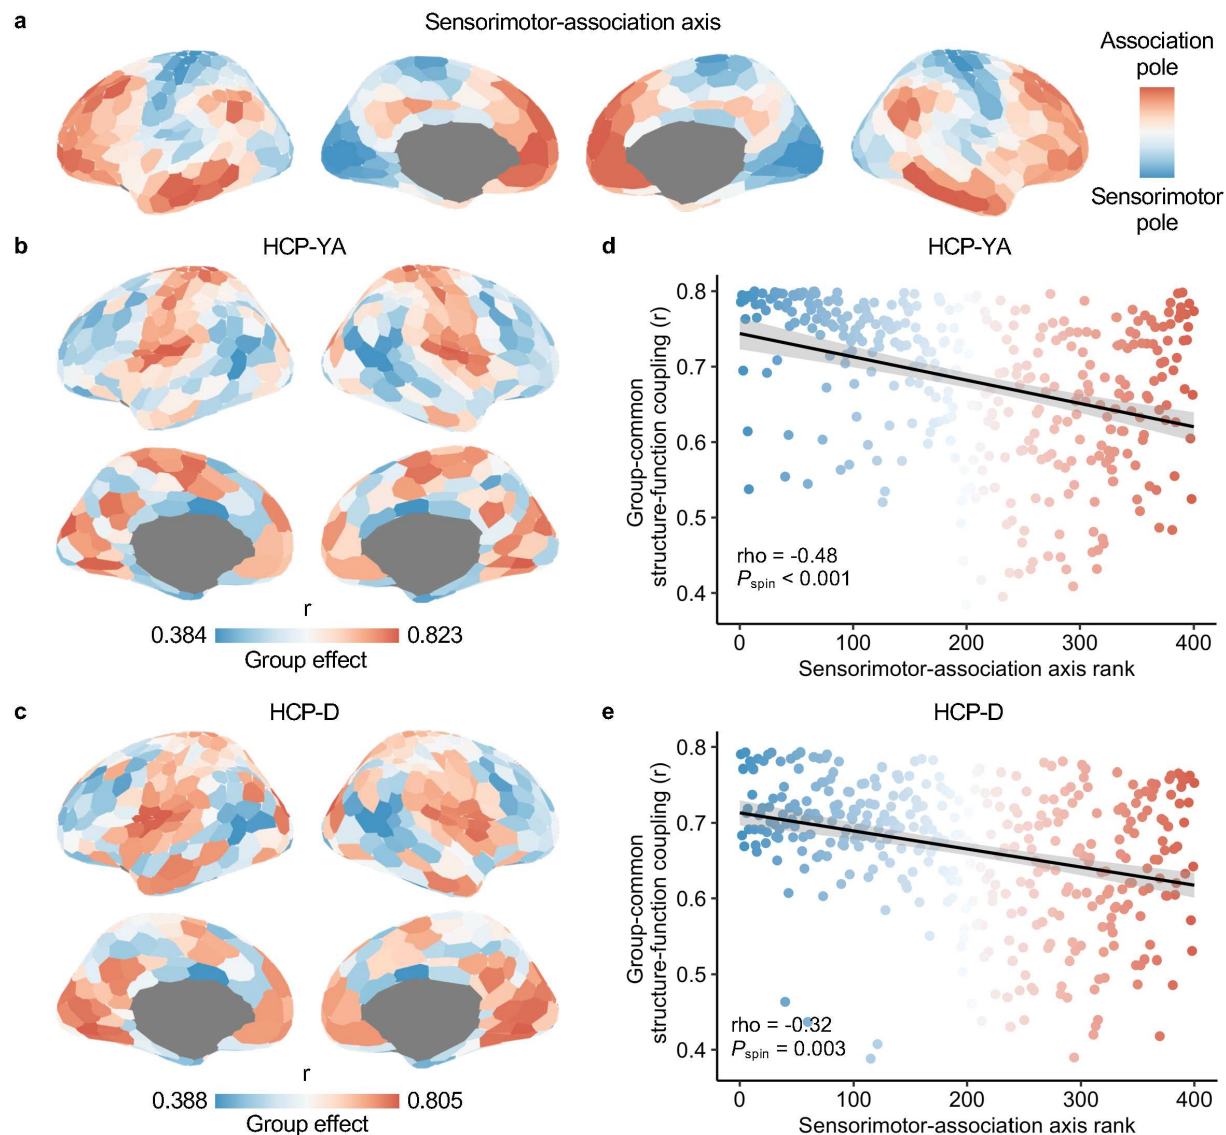 a
Sensorimotor-association axis
Association
pole
Sensorimotor
pole
b
HCP-YA
r
0.384
0.823
Group effect
d
HCP-YA
Group-common
structure-function coupling (r)
0.8
0.7
0.6
0.5
0.4
rho = -0.48
Pspin < 0.001
0
100
200
300
400
Sensorimotor-association axis rank
c
HCP-D
r
0.388
0.805
Group effect
e
HCP-D
Group-common
structure-function coupling (r)
0.8
0.7
0.6
0.5
0.4
rho = -0.32
Pspin = 0.003
0
100
200
300
400
Sensorimotor-association axis rank